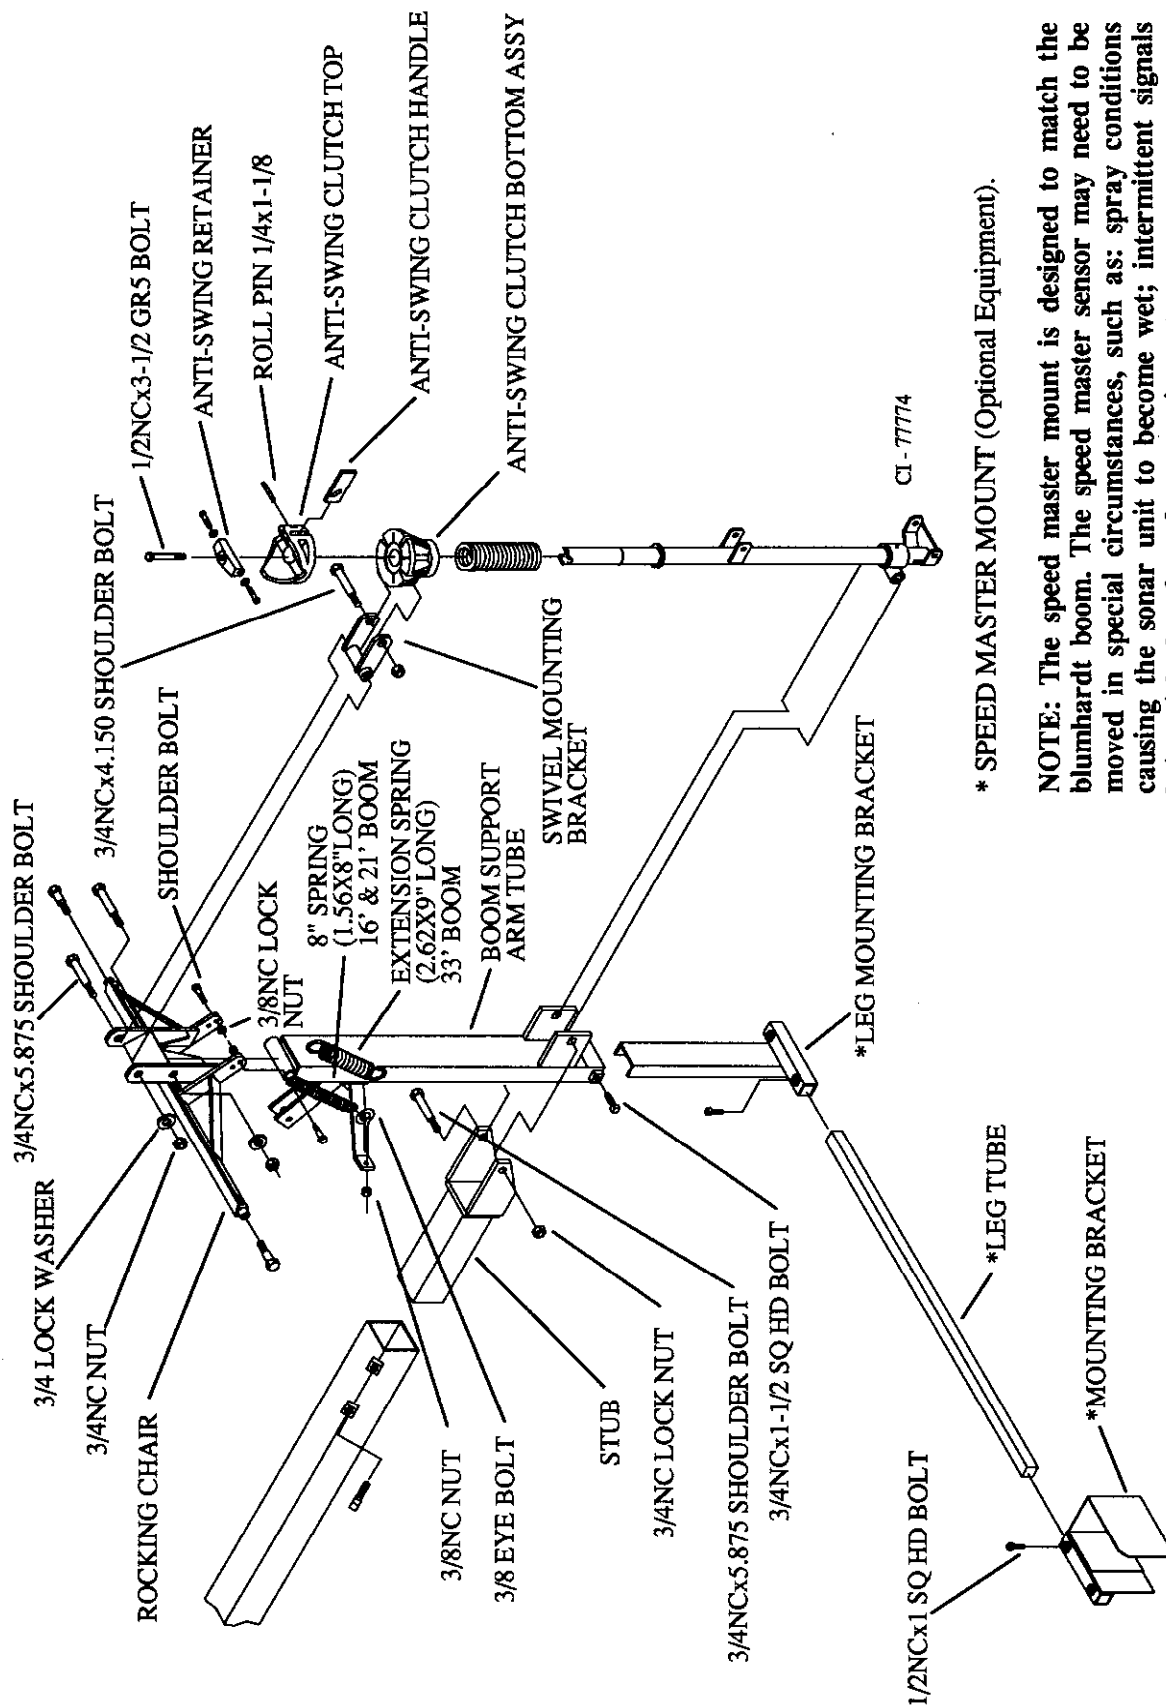 3/4NCx5.875 SHOULDER BOLT
3/4 LOCK WASHER
3/4NC NUT
ROCKING CHAIR
1/2NCx3-1/2 GR5 BOLT
ANTI-SWING RETAINER
ROLL PIN 1/4x1-1/8
ANTI-SWING CLUTCH TOP
ANTI-SWING CLUTCH HANDLE
ANTI-SWING CLUTCH BOTTOM ASSY
3/4NCx4.150 SHOULDER BOLT
SHOULDER BOLT
3/8NC LOCK
NUT
8" SPRING
(1.56X8"LONG)
16' & 21' BOOM
EXTENSION SPRING
(2.62X9" LONG)
33' BOOM
SWIVEL MOUNTING
BRACKET
BOOM SUPPORT
ARM TUBE
3/8NC NUT
3/8 EYE BOLT
STUB
3/4NC LOCK NUT
3/4NCx5.875 SHOULDER BOLT
3/4NCx1-1/2 SQ HD BOLT
*LEG MOUNTING BRACKET
*LEG TUBE
*MOUNTING BRACKET
1/2NCx1 SQ HD BOLT
CI - 77774
* SPEED MASTER MOUNT (Optional Equipment).
NOTE: The speed master mount is designed to match the
blumhardt boom. The speed master sensor may need to be
moved in special circumstances, such as: spray conditions
causing the sonar unit to become wet; intermittent signals